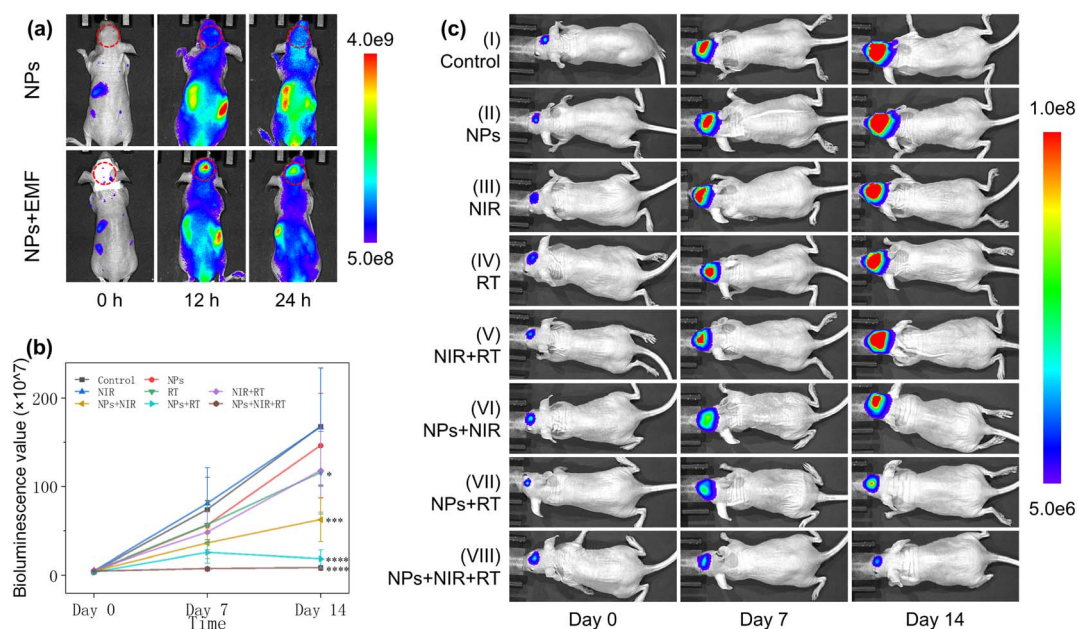 (a)
NPs
NPs+EMF
0 h
12 h
24 h
4.0e9
5.0e8
(b)
Bioluminescence value (×10^7)
200
100
0
Control
NPs
NIR
RT
NIR+RT
NPs+NIR
NPs+RT
NPs+NIR+RT
*
***
****
****
Day 0
Day 7
Day 14
Time
(c)
(I)
Control
(II)
NPs
(III)
NIR
(IV)
RT
(V)
NIR+RT
(VI)
NPs+NIR
(VII)
NPs+RT
(VIII)
NPs+NIR+RT
Day 0
Day 7
Day 14
1.0e8
5.0e6